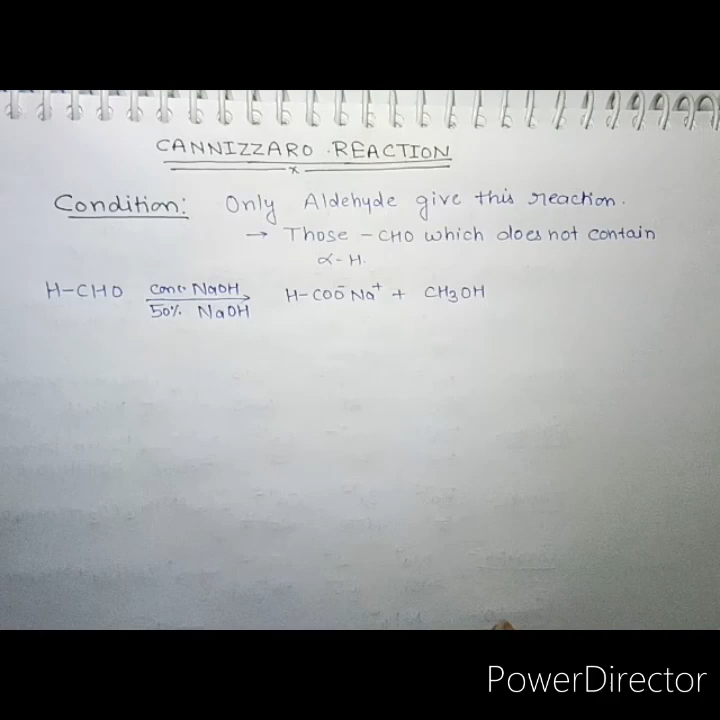 CANNIZZARO REACTION
x
Condition: Only Aldehyde give this reaction.
→ Those -CHO which does not contain
α-H.
H-CHO conc. NaOH H-COO⁻Na⁺ + CH3OH
50% NaOH
PowerDirector